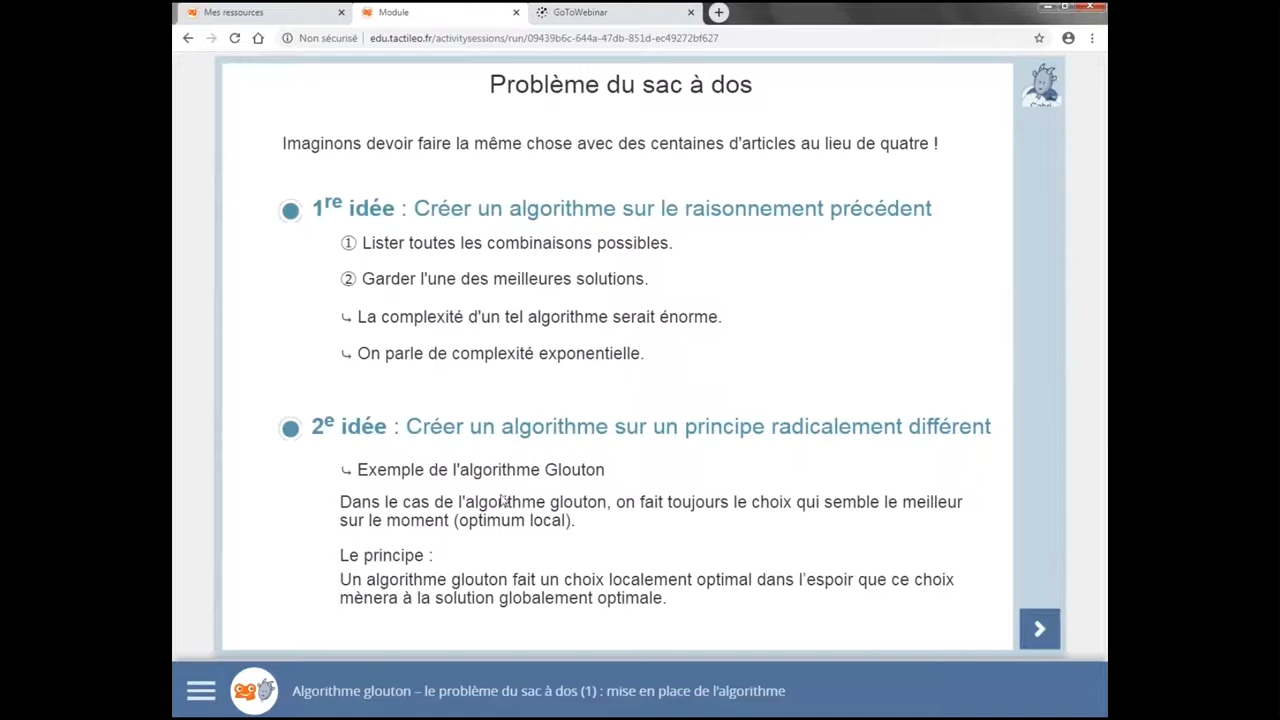 Mes ressources
Module
GoToWebinar
Non sécurisé
edu.tactileo.fr/activitysessions/run/09439b6c-644a-47db-851d-ec49272bf627
Problème du sac à dos
Imaginons devoir faire la même chose avec des centaines d'articles au lieu de quatre !
1re idée : Créer un algorithme sur le raisonnement précédent
① Lister toutes les combinaisons possibles.
② Garder l'une des meilleures solutions.
⤷ La complexité d'un tel algorithme serait énorme.
⤷ On parle de complexité exponentielle.
2e idée : Créer un algorithme sur un principe radicalement différent
⤷ Exemple de l'algorithme Glouton
Dans le cas de l'algorithme glouton, on fait toujours le choix qui semble le meilleur
sur le moment (optimum local).
Le principe :
Un algorithme glouton fait un choix localement optimal dans l’espoir que ce choix
mènera à la solution globalement optimale.
Algorithme glouton – le problème du sac à dos (1) : mise en place de l'algorithme